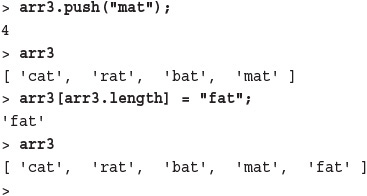 > arr3.push("mat");
4
> arr3
[ 'cat', 'rat', 'bat', 'mat' ]
> arr3[arr3.length] = "fat";
'fat'
> arr3
[ 'cat', 'rat', 'bat', 'mat', 'fat' ]
>